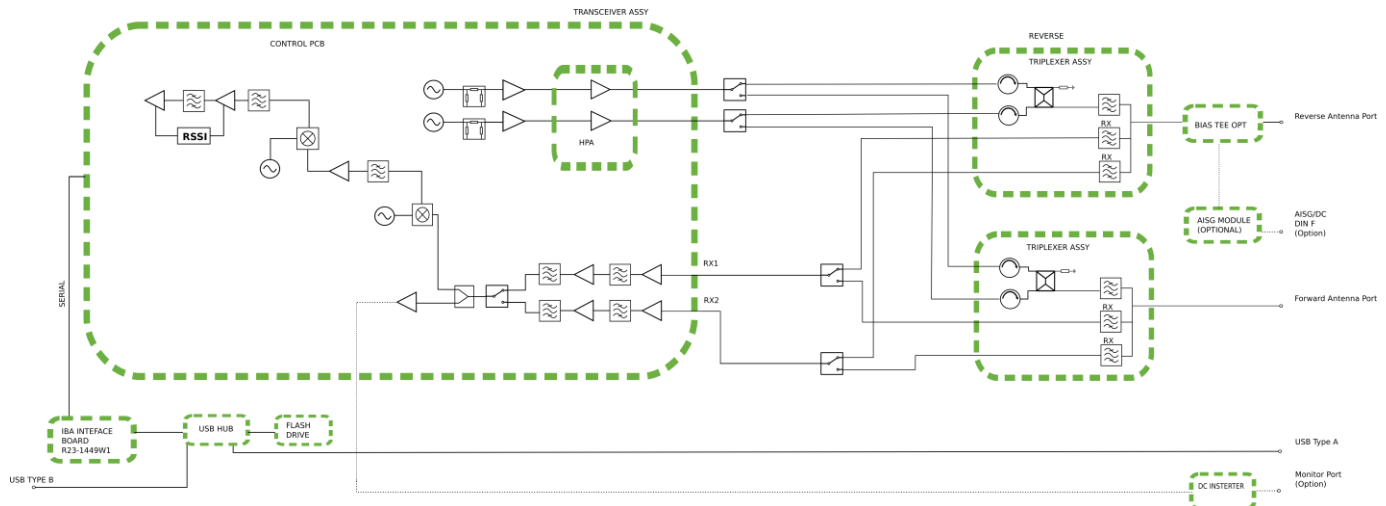 TRANSCEIVER ASSY
CONTROL PCB
REVERSE
TRIPLEXER ASSY
RSSI
HPA
RX
RX
BIAS TEE OPT
Reverse Antenna Port
AISG MODULE
(OPTIONAL)
AISG/DC
DIN F
(Option)
TRIPLEXER ASSY
RX
RX
Forward Antenna Port
RX1
RX2
SERIAL
IBA INTEFACE
BOARD
R23-1449W1
USB HUB
FLASH
DRIVE
USB Type A
USB TYPE B
DC INSTERTER
Monitor Port
(Option)